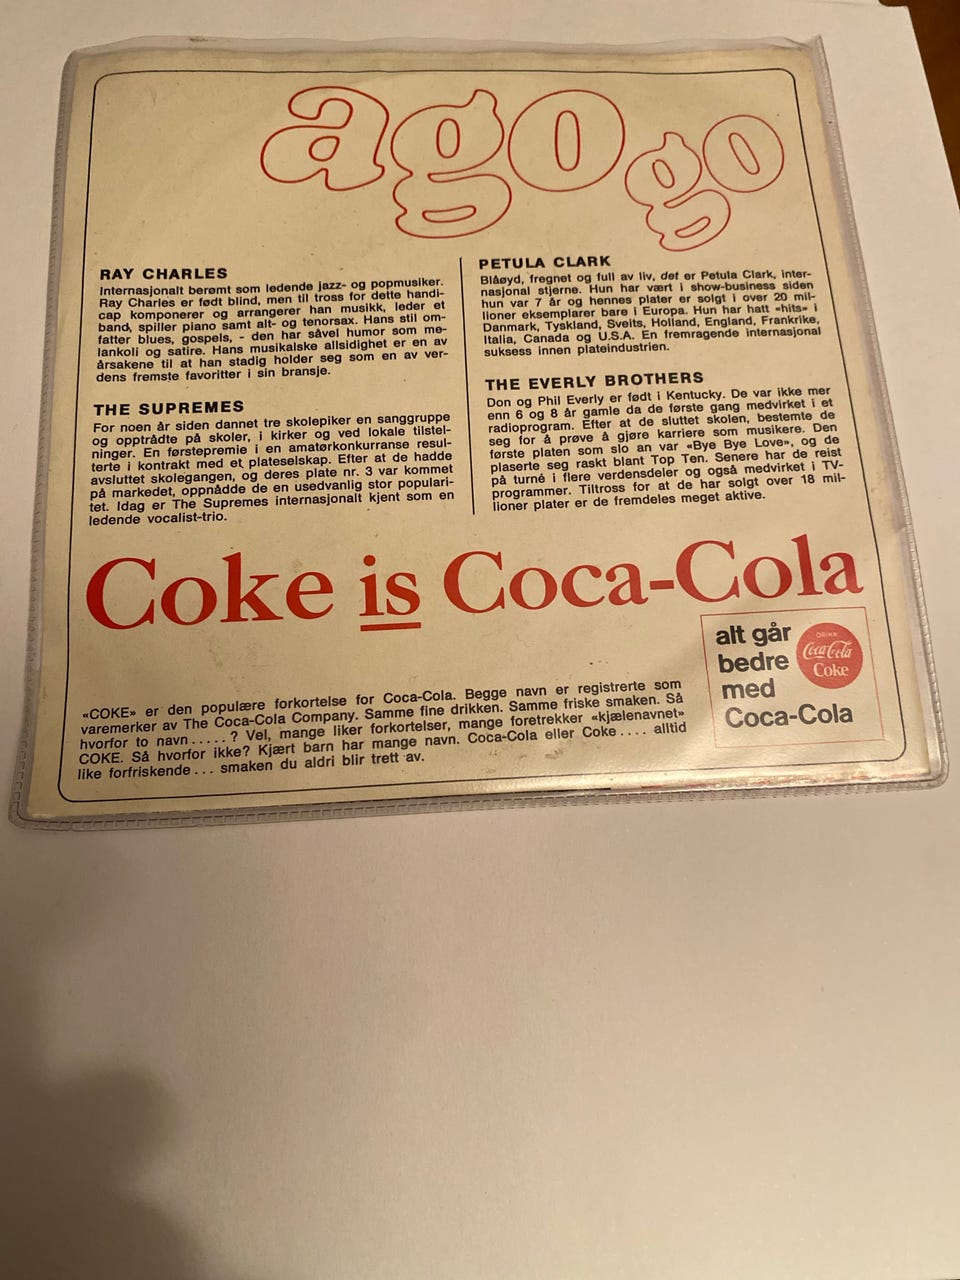 ago go
RAY CHARLES
Internasjonalt berømt som ledende jazz- og popmusiker.
Ray Charles er født blind, men til tross for dette handi-
cap komponerer og arrangerer han musikk, leder et
band, spiller piano samt alt- og tenorsax. Hans stil om-
fatter blues, gospels, - den har såvel humor som me-
lankoli og satire. Hans musikalske allsidighet er en av
årsakene til at han stadig holder seg som en av ver-
dens fremste favoritter i sin bransje.
THE SUPREMES
For noen år siden dannet tre skolepiker en sanggruppe
og opptrådte på skoler, i kirker og ved lokale tilstel-
ninger. En førstepremie i en amatørkonkurranse resul-
terte i kontrakt med et plateselskap. Efter at de hadde
avsluttet skolegangen, og deres plate nr. 3 var kommet
på markedet, oppnådde de en usedvanlig stor populari-
tet. Idag er The Supremes internasjonalt kjent som en
ledende vocalist-trio.
PETULA CLARK
Blåøyd, fregnet og full av liv, det er Petula Clark, inter-
nasjonal stjerne. Hun har vært i show-business siden
hun var 7 år og hennes plater er solgt i over 20 mil-
lioner eksemplarer bare i Europa. Hun har hatt «hits» i
Danmark, Tyskland, Sveits, Holland, England, Frankrike,
Italia, Canada og U.S.A. En fremragende internasjonal
suksess innen plateindustrien.
THE EVERLY BROTHERS
Don og Phil Everly er født i Kentucky. De var ikke mer
enn 6 og 8 år gamle da de første gang medvirket i et
radioprogram. Efter at de sluttet skolen, bestemte de
seg for å prøve å gjøre karriere som musikere. Den
første platen som slo an var «Bye Bye Love», og de
plaserte seg raskt blant Top Ten. Senere har de reist
på turné i flere verdensdeler og også medvirket i TV-
programmer. Tiltross for at de har solgt over 18 mil-
lioner plater er de fremdeles meget aktive.
Coke is Coca-Cola
«COKE» er den populære forkortelse for Coca-Cola. Begge navn er registrerte som
varemerker av The Coca-Cola Company. Samme fine drikken. Samme friske smaken. Så
hvorfor to navn.....? Vel, mange liker forkortelser, mange foretrekker «kjælenavnet»
COKE. Så hvorfor ikke? Kjært barn har mange navn. Coca-Cola eller Coke.... alltid
like forfriskende... smaken du aldri blir trett av.
alt går
bedre
med
Coca-Cola
DRIKK
Coca-Cola
Coke